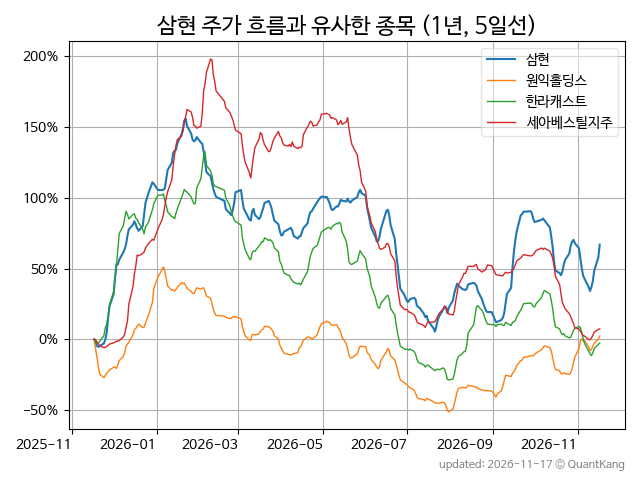 삼현 주가 흐름과 유사한 종목 (1년, 5일선)
200%
150%
100%
50%
0%
−50%
삼현
원익홀딩스
한라캐스트
세아베스틸지주
2025−11
2026−01
2026−03
2026−05
2026−07
2026−09
2026−11
updated: 2026-11-17 © QuantKang